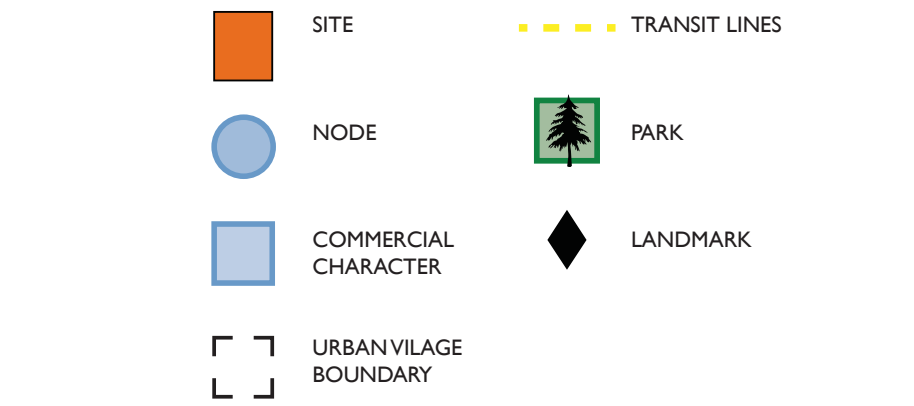 SITE
NODE
COMMERCIAL
CHARACTER
URBAN VILAGE
BOUNDARY
TRANSIT LINES
PARK
LANDMARK